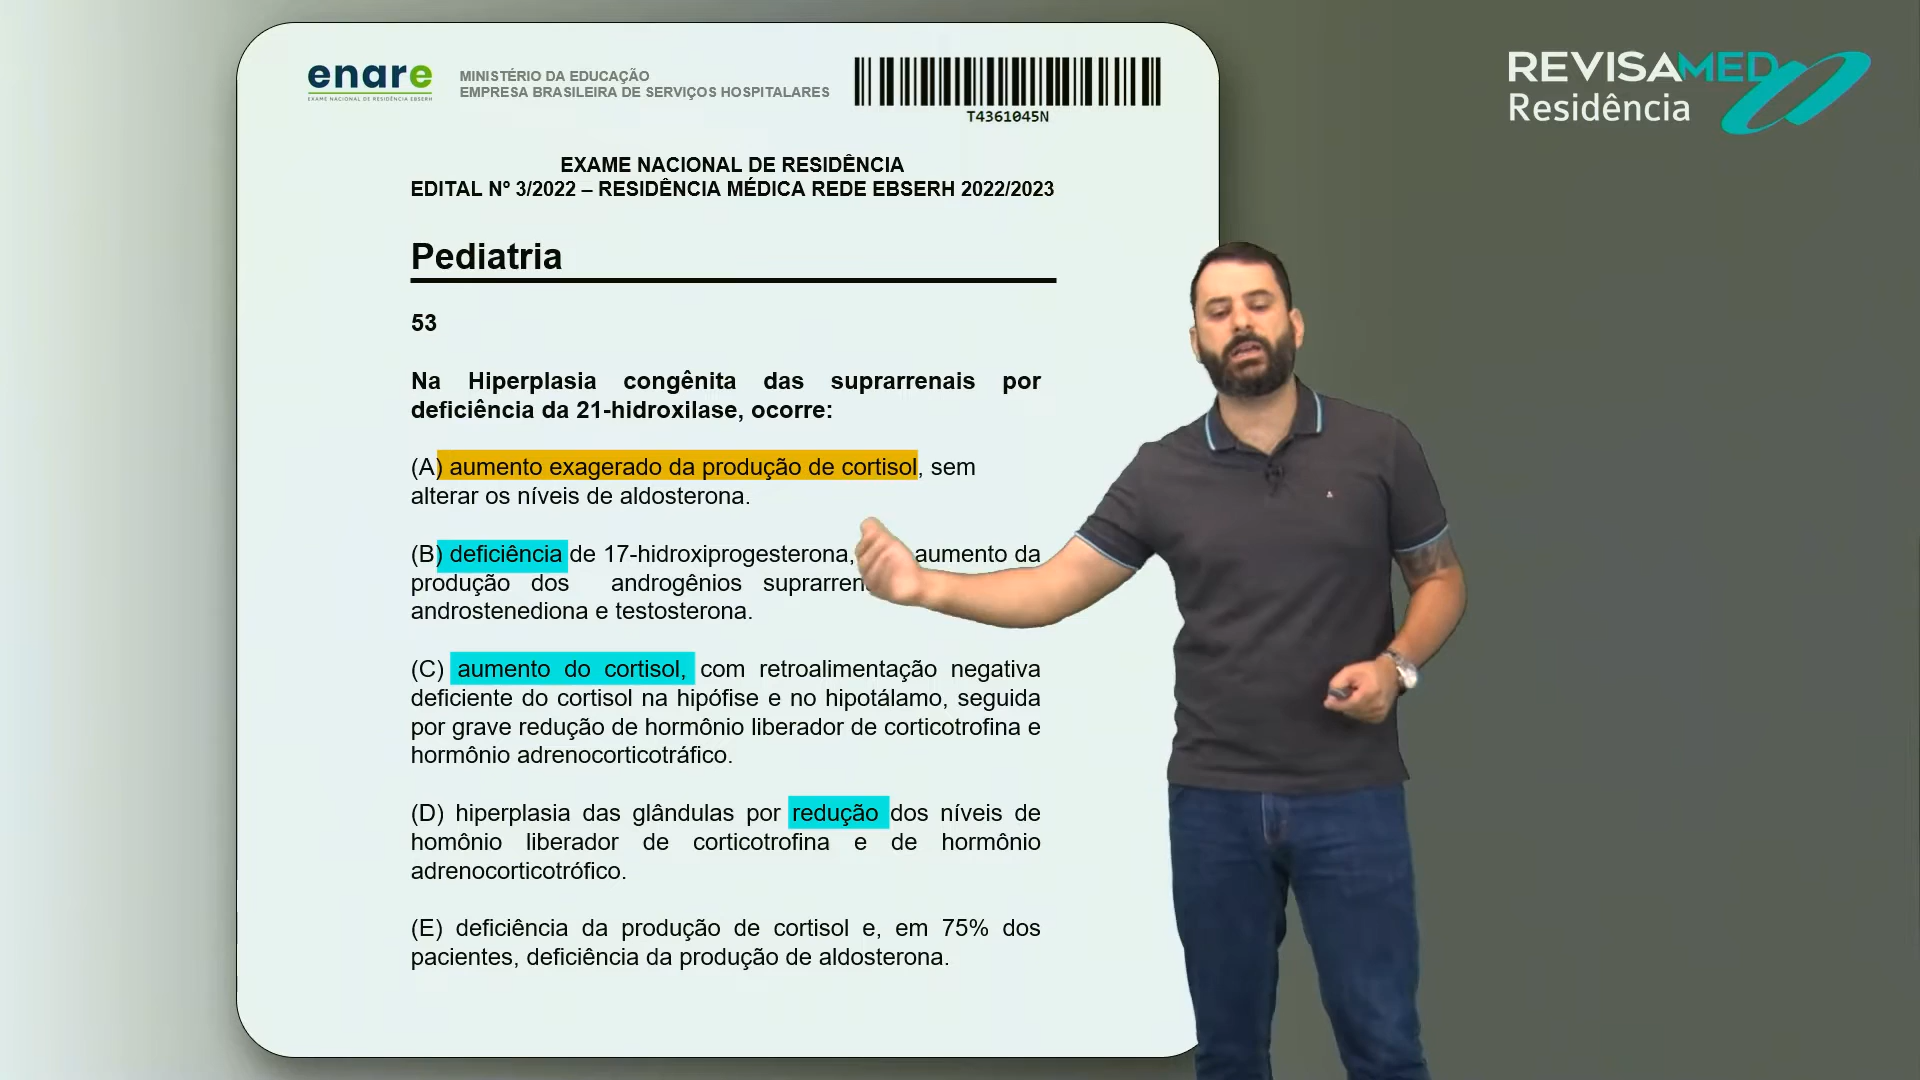 enare
EXAME NACIONAL DE RESIDÊNCIA EBSERH
MINISTÉRIO DA EDUCAÇÃO
EMPRESA BRASILEIRA DE SERVIÇOS HOSPITALARES
T4361045N
REVISAMED
Residência
EXAME NACIONAL DE RESIDÊNCIA
EDITAL Nº 3/2022 – RESIDÊNCIA MÉDICA REDE EBSERH 2022/2023
Pediatria
53
Na Hiperplasia congênita das suprarrenais por
deficiência da 21-hidroxilase, ocorre:
(A) aumento exagerado da produção de cortisol, sem
alterar os níveis de aldosterona.
(B) deficiência de 17-hidroxiprogesterona, aumento da
produção dos androgênios
androstenediona e testosterona.
(C) aumento do cortisol, com retroalimentação negativa
deficiente do cortisol na hipófise e no hipotálamo, seguida
por grave redução de hormônio liberador de corticotrofina e
hormônio adrenocorticotráfico.
(D) hiperplasia das glândulas por redução dos níveis de
homônio liberador de corticotrofina e de hormônio
adrenocorticotrófico.
(E) deficiência da produção de cortisol e, em 75% dos
pacientes, deficiência da produção de aldosterona.